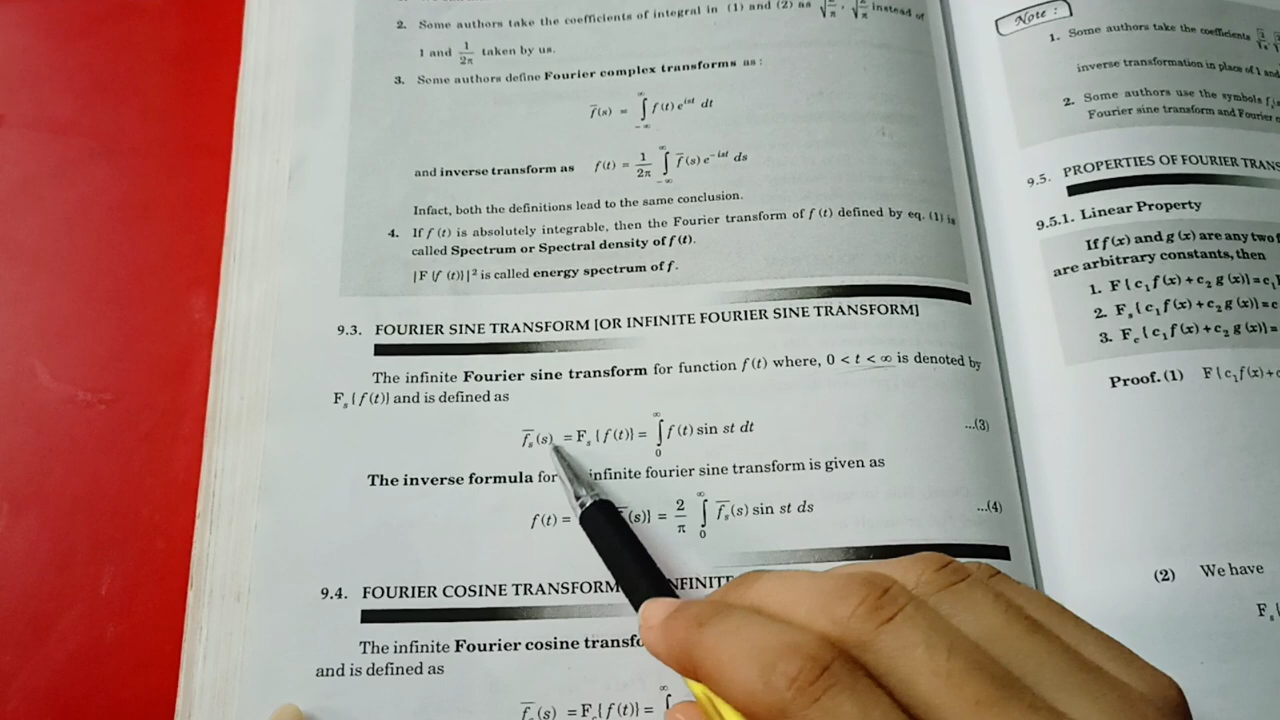 2. Some authors take the coefficients of integral in (1) and (2) as instead of
1 and 1/2π taken by us.
3. Some authors define Fourier complex transforms as :
f̅(s) = ∫_{-∞}^{∞} f(t) e^{ist} dt
and inverse transform as f(t) = 1/2π ∫_{-∞}^{∞} f̅(s) e^{-ist} ds
Infact, both the definitions lead to the same conclusion.
4. If f (t) is absolutely integrable, then the Fourier transform of f (t) defined by eq. (1) is
called Spectrum or Spectral density of f (t).
|F {f (t)}|² is called energy spectrum of f.
9.3. FOURIER SINE TRANSFORM [OR INFINITE FOURIER SINE TRANSFORM]
The infinite Fourier sine transform for function f (t) where, 0 < t < ∞ is denoted by
F_s {f (t)} and is defined as
f̅_s (s) = F_s {f (t)} = ∫_0^∞ f (t) sin st dt ...(3)
The inverse formula for infinite fourier sine transform is given as
f (t) = (s)} = 2/π ∫_0^∞ f̅_s (s) sin st ds ...(4)
9.4. FOURIER COSINE TRANSFORM
The infinite Fourier cosine
and is defined as
(s) = {f (t)} =
Note :
1. Some authors take the coefficients
inverse transformation in place of 1 and
2. Some authors use the symbols
Fourier sine transform and Fourier
9.5. PROPERTIES OF FOURIER
9.5.1. Linear Property
If f (x) and g (x) are any two
are arbitrary constants, then
1. F {c₁ f (x) + c₂ g (x)} = c₁
2. F_s {c₁ f (x) + c₂ g (x)} = c
3. F_c {c₁ f (x) + c₂ g (x)} =
Proof. (1) F {c₁ f (x) +
(2) We have
F_s